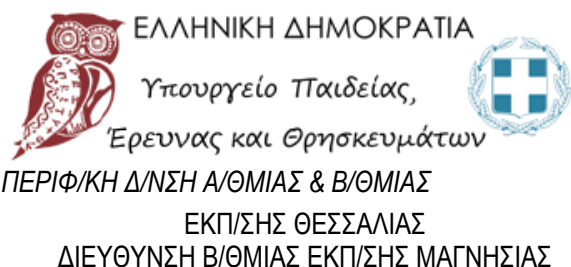 ΕΛΛΗΝΙΚΗ ΔΗΜΟΚΡΑΤΙΑ
Υπουργείο Παιδείας,
Έρευνας και Θρησκευμάτων
ΠΕΡΙΦ/ΚΗ Δ/ΝΣΗ Α/ΘΜΙΑΣ & Β/ΘΜΙΑΣ
ΕΚΠ/ΣΗΣ ΘΕΣΣΑΛΙΑΣ
ΔΙΕΥΘΥΝΣΗ Β/ΘΜΙΑΣ ΕΚΠ/ΣΗΣ ΜΑΓΝΗΣΙΑΣ